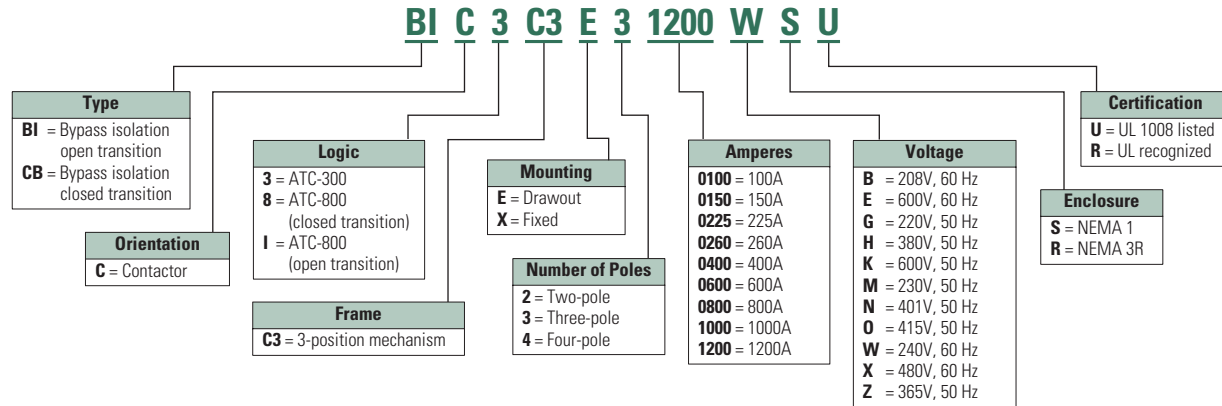 BI C 3 C3 E 3 1200 W S U
Type
BI = Bypass isolation
open transition
CB = Bypass isolation
closed transition
Orientation
C = Contactor
Logic
3 = ATC-300
8 = ATC-800
(closed transition)
I = ATC-800
(open transition)
Frame
C3 = 3-position mechanism
Mounting
E = Drawout
X = Fixed
Number of Poles
2 = Two-pole
3 = Three-pole
4 = Four-pole
Amperes
0100 = 100A
0150 = 150A
0225 = 225A
0260 = 260A
0400 = 400A
0600 = 600A
0800 = 800A
1000 = 1000A
1200 = 1200A
Voltage
B = 208V, 60 Hz
E = 600V, 60 Hz
G = 220V, 50 Hz
H = 380V, 50 Hz
K = 600V, 50 Hz
M = 230V, 50 Hz
N = 401V, 50 Hz
O = 415V, 50 Hz
W = 240V, 60 Hz
X = 480V, 60 Hz
Z = 365V, 50 Hz
Enclosure
S = NEMA 1
R = NEMA 3R
Certification
U = UL 1008 listed
R = UL recognized